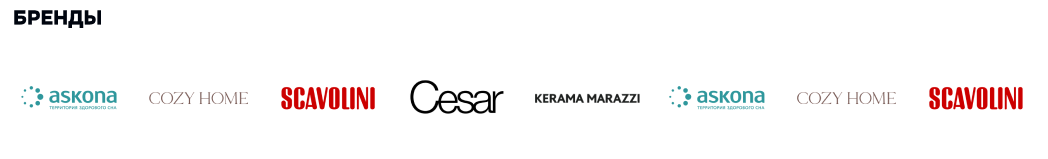 БРЕНДЫ
askona
ТЕРРИТОРИЯ ЗДОРОВОГО СНА
COZY HOME
SCAVOLINI
Cesar
KERAMA MARAZZI
askona
ТЕРРИТОРИЯ ЗДОРОВОГО СНА
COZY HOME
SCAVOLINI